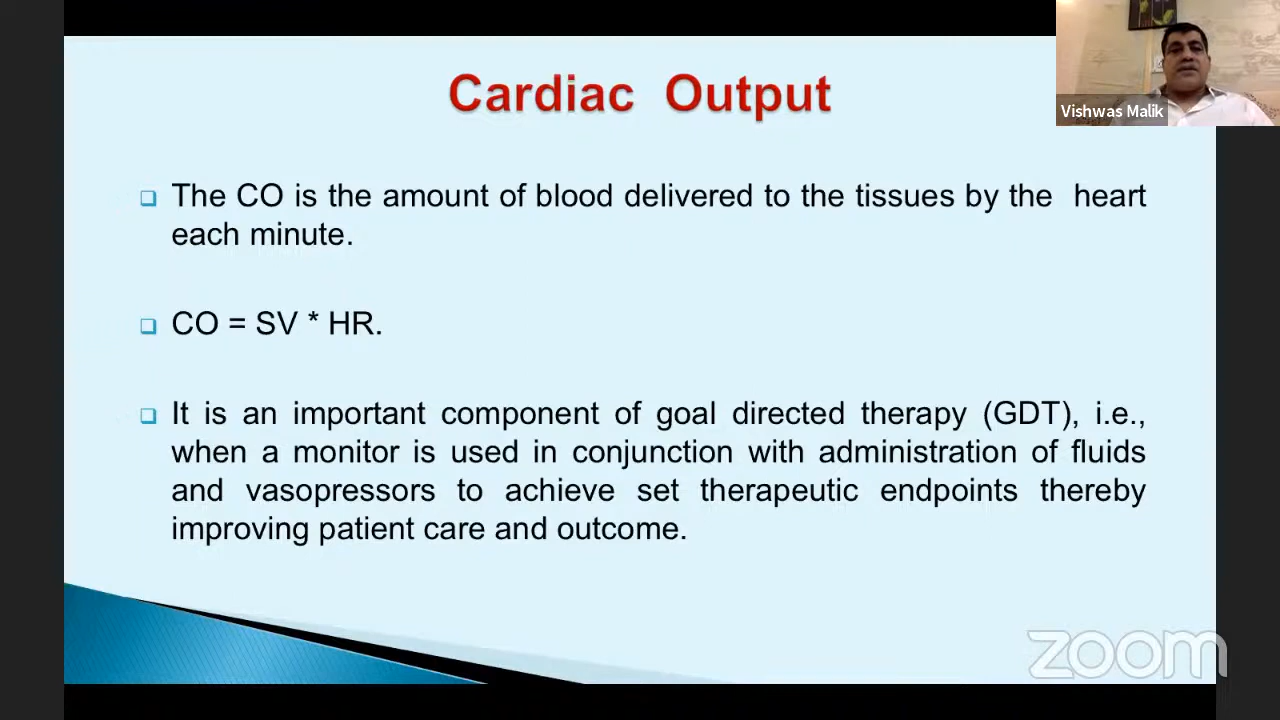 Cardiac Output
Vishwas Malik
The CO is the amount of blood delivered to the tissues by the heart
each minute.
CO = SV * HR.
It is an important component of goal directed therapy (GDT), i.e.,
when a monitor is used in conjunction with administration of fluids
and vasopressors to achieve set therapeutic endpoints thereby
improving patient care and outcome.
zoom